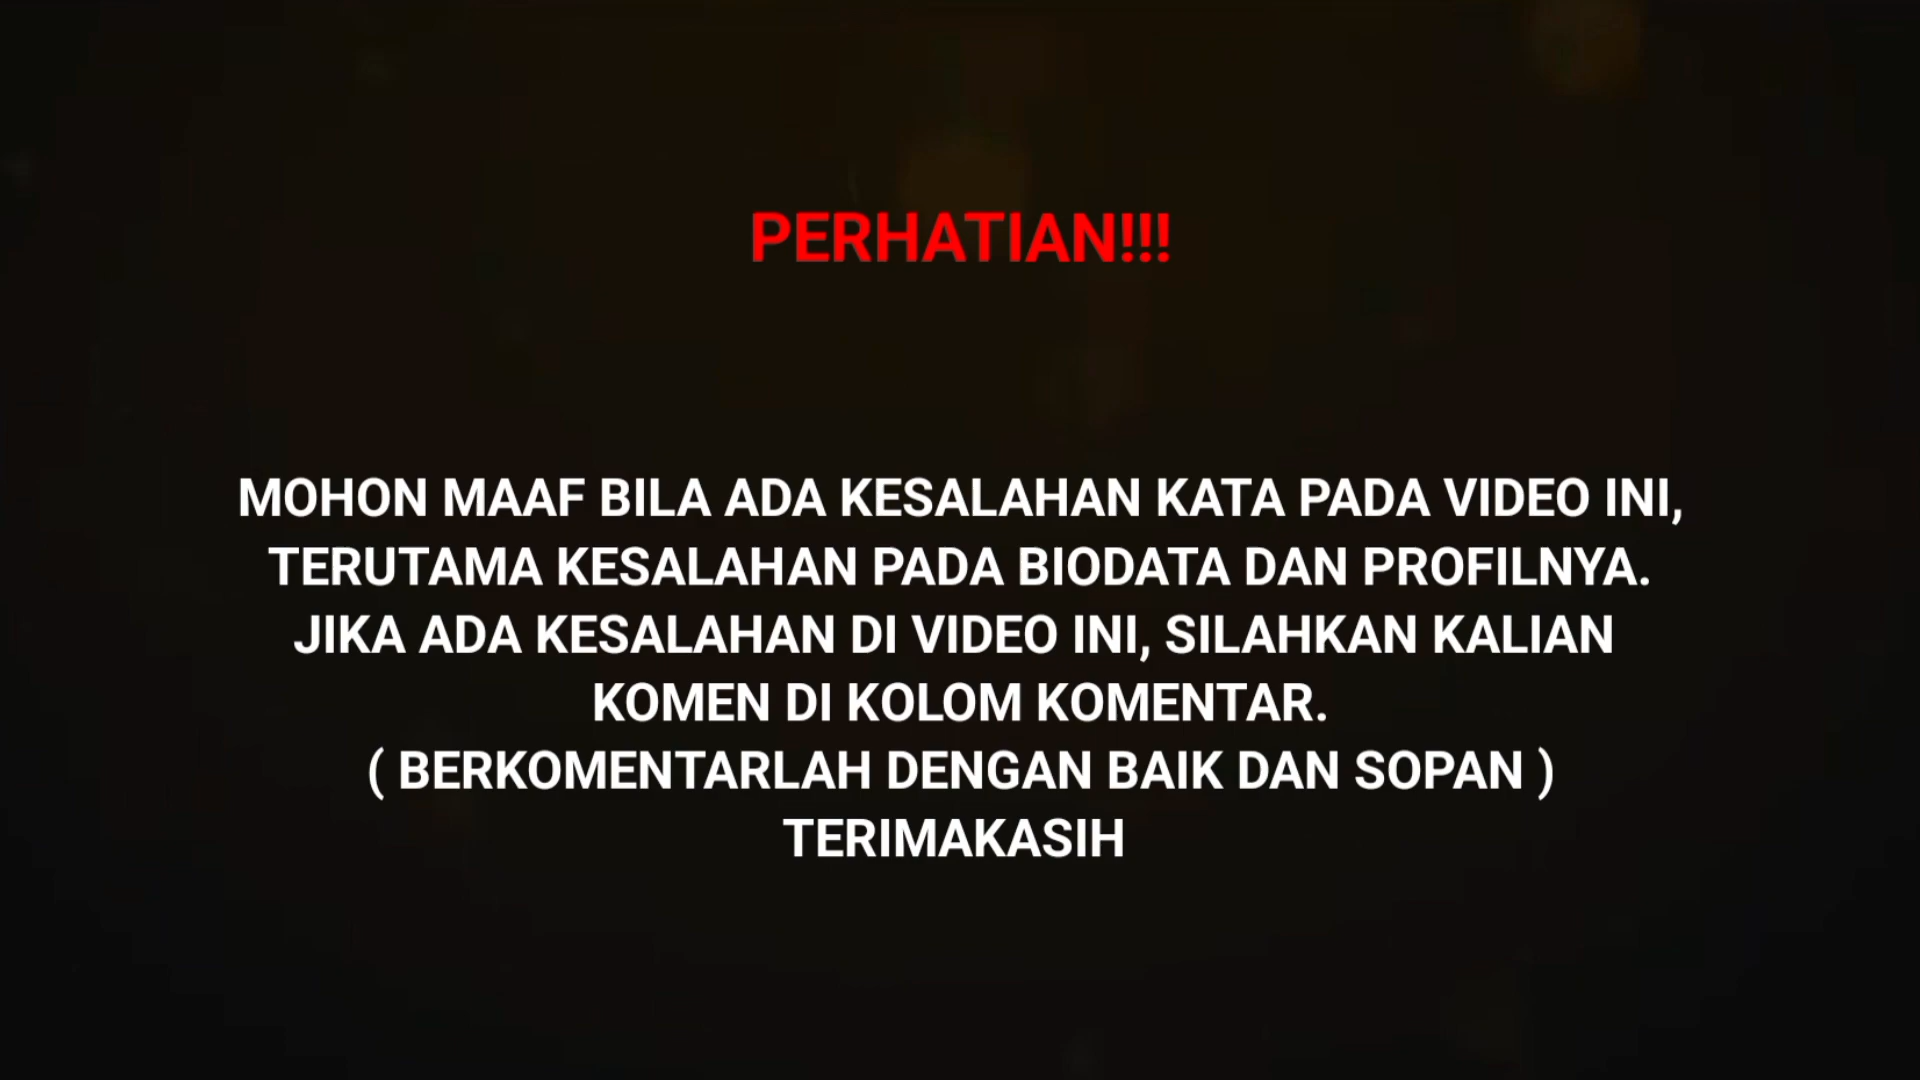 PERHATIAN!!!
MOHON MAAF BILA ADA KESALAHAN KATA PADA VIDEO INI,
TERUTAMA KESALAHAN PADA BIODATA DAN PROFILNYA.
JIKA ADA KESALAHAN DI VIDEO INI, SILAHKAN KALIAN
KOMEN DI KOLOM KOMENTAR.
( BERKOMENTARLAH DENGAN BAIK DAN SOPAN )
TERIMAKASIH